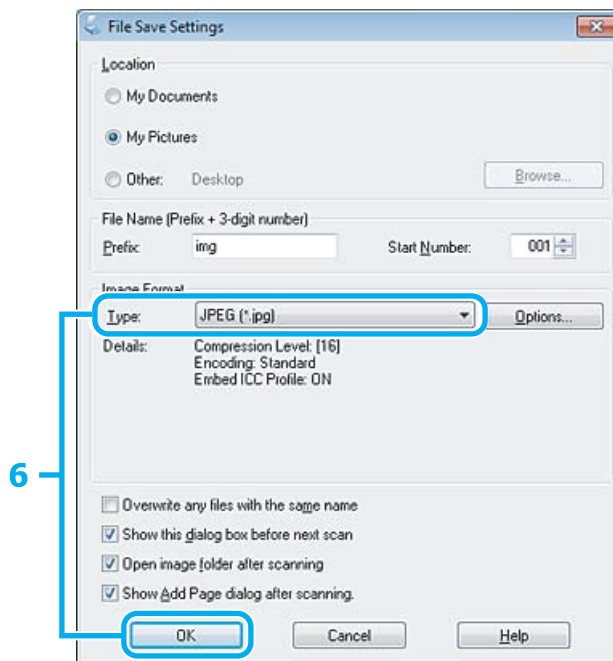 File Save Settings
Location
My Documents
My Pictures
Other: Desktop Browse...
File Name (Prefix + 3-digit number)
Prefix: img Start Number: 001
Image Format
Type: JPEG (*.jpg) Options...
Details: Compression Level: [16]
Encoding: Standard
Embed ICC Profile: ON
6
Overwrite any files with the same name
Show this dialog box before next scan
Open image folder after scanning
Show Add Page dialog after scanning.
OK Cancel Help